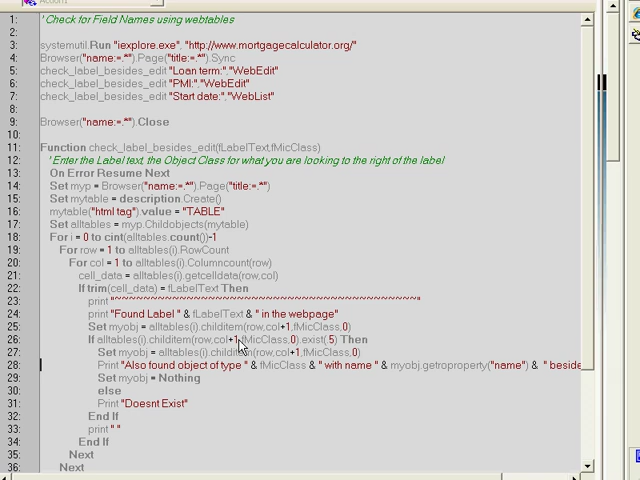 Action1
1: ' Check for Field Names using webtables
2:
3: systemutil.Run "iexplore.exe", "http://www.mortgagecalculator.org/"
4: Browser("name:=.*").Page("title:=.*").Sync
5: check_label_besides_edit "Loan term:","WebEdit"
6: check_label_besides_edit "PMI:","WebEdit"
7: check_label_besides_edit "Start date:","WebList"
8:
9: Browser("name:=.*").Close
10:
11: Function check_label_besides_edit(fLabelText,fMicClass)
12: ' Enter the Label text, the Object Class for what you are looking to the right of the label
13: On Error Resume Next
14: Set myp = Browser("name:=.*").Page("title:=.*")
15: Set mytable = description.Create()
16: mytable("html tag").value = "TABLE"
17: Set alltables = myp.Childobjects(mytable)
18: For i = 0 to cint(alltables.count())-1
19: For row = 1 to alltables(i).RowCount
20: For col = 1 to alltables(i).Columncount(row)
21: cell_data = alltables(i).getcelldata(row,col)
22: If trim(cell_data) = fLabelText Then
23: print "~~~~~~~~~~~~~~~~~~~~~~~~~~~~~~~~~~~~~~~~~~"
24: print "Found Label " & fLabelText & " in the webpage"
25: Set myobj = alltables(i).childitem(row,col+1,fMicClass,0)
26: If alltables(i).childitem(row,col+1,fMicClass,0).exist( 5) Then
27: Set myobj = alltables(i).childitem(row,col+1,fMicClass,0)
28: Print "Also found object of type " & fMicClass & " with name " & myobj.getroproperty("name") & " beside
29: Set myobj = Nothing
30: else
31: Print "Doesnt Exist"
32: End If
33: print " "
34: End If
35: Next
36: Next